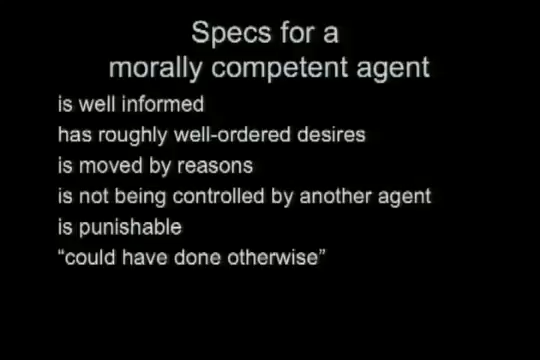 Specs for a
morally competent agent
is well informed
has roughly well-ordered desires
is moved by reasons
is not being controlled by another agent
is punishable
“could have done otherwise”